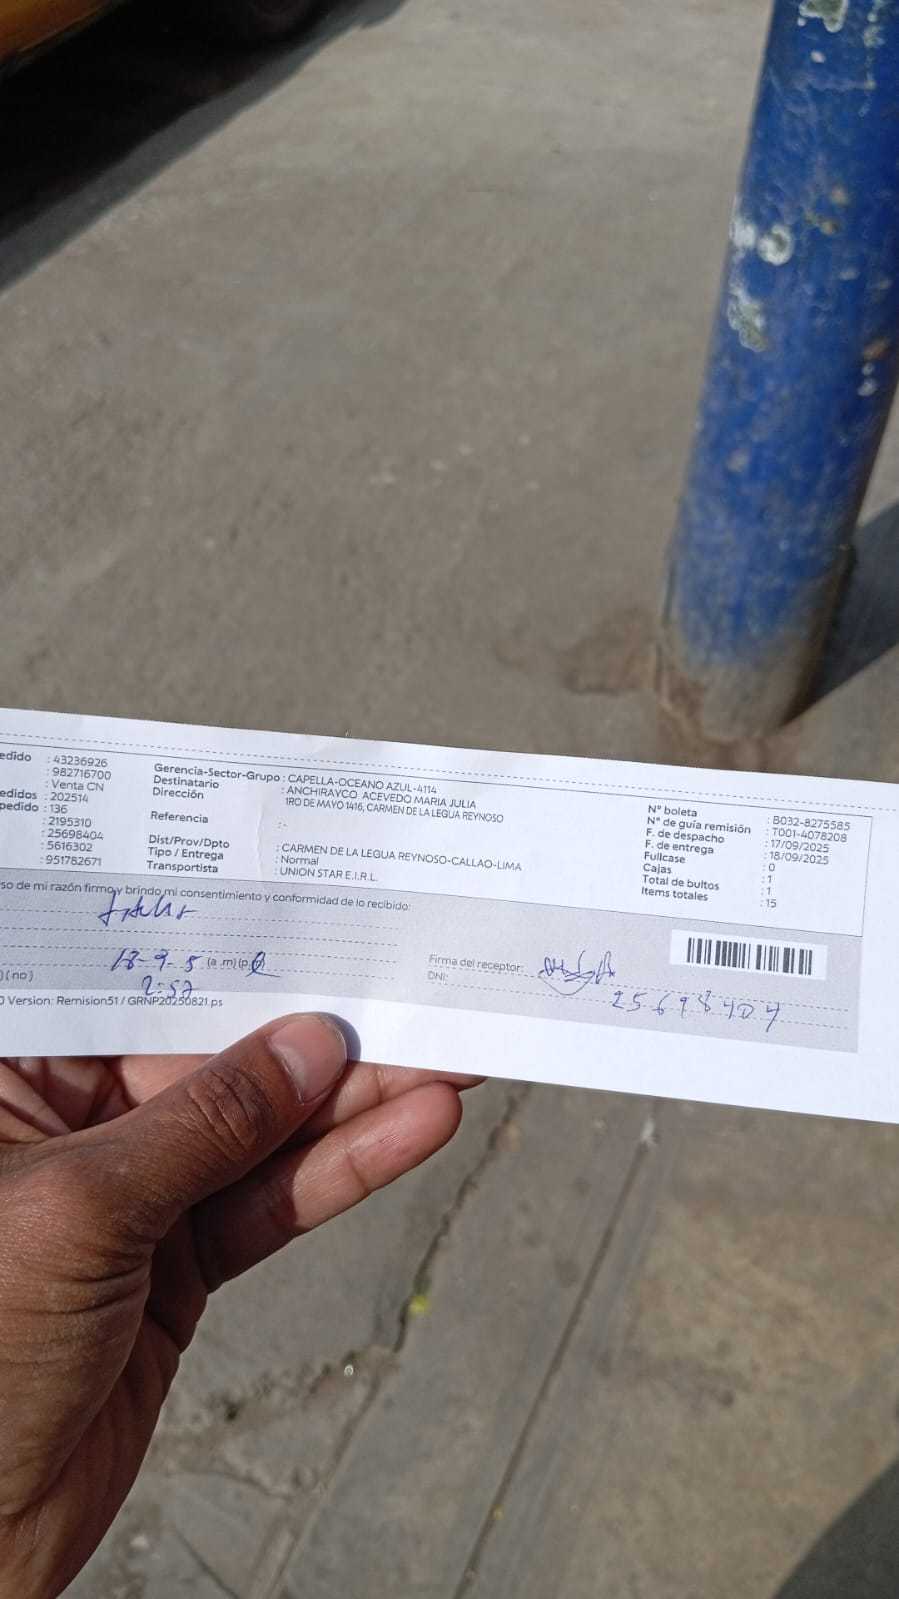 edido : 43236926
: 982716700
: Venta CN
edidos : 202514
pedido : 136
: 2195310
: 25698404
: 5616302
: 951782671
Gerencia-Sector-Grupo : CAPELLA-OCEANO AZUL-4114
Destinatario : ANCHIRAYCO ACEVEDO MARIA JULIA
Dirección 1RO DE MAYO 1416, CARMEN DE LA LEGUA REYNOSO
Referencia : -
Dist/Prov/Dpto : CARMEN DE LA LEGUA REYNOSO-CALLAO-LIMA
Tipo / Entrega : Normal
Transportista : UNION STAR E.I.R.L.
N° boleta : B032-8275585
N° de guía remisión : T001-4078208
F. de despacho : 17/09/2025
F. de entrega : 18/09/2025
Fullcase : 0
Cajas : 1
Total de bultos : 1
Items totales : 15
so de mi razón firmo y brindo mi consentimiento y conformidad de lo recibido:
18-9-5 (a.m) (p.m)
2:57
) ( no )
Firma del receptor:
DNI: 25698404
0 Version: Remision51 / GRNP20250821.ps